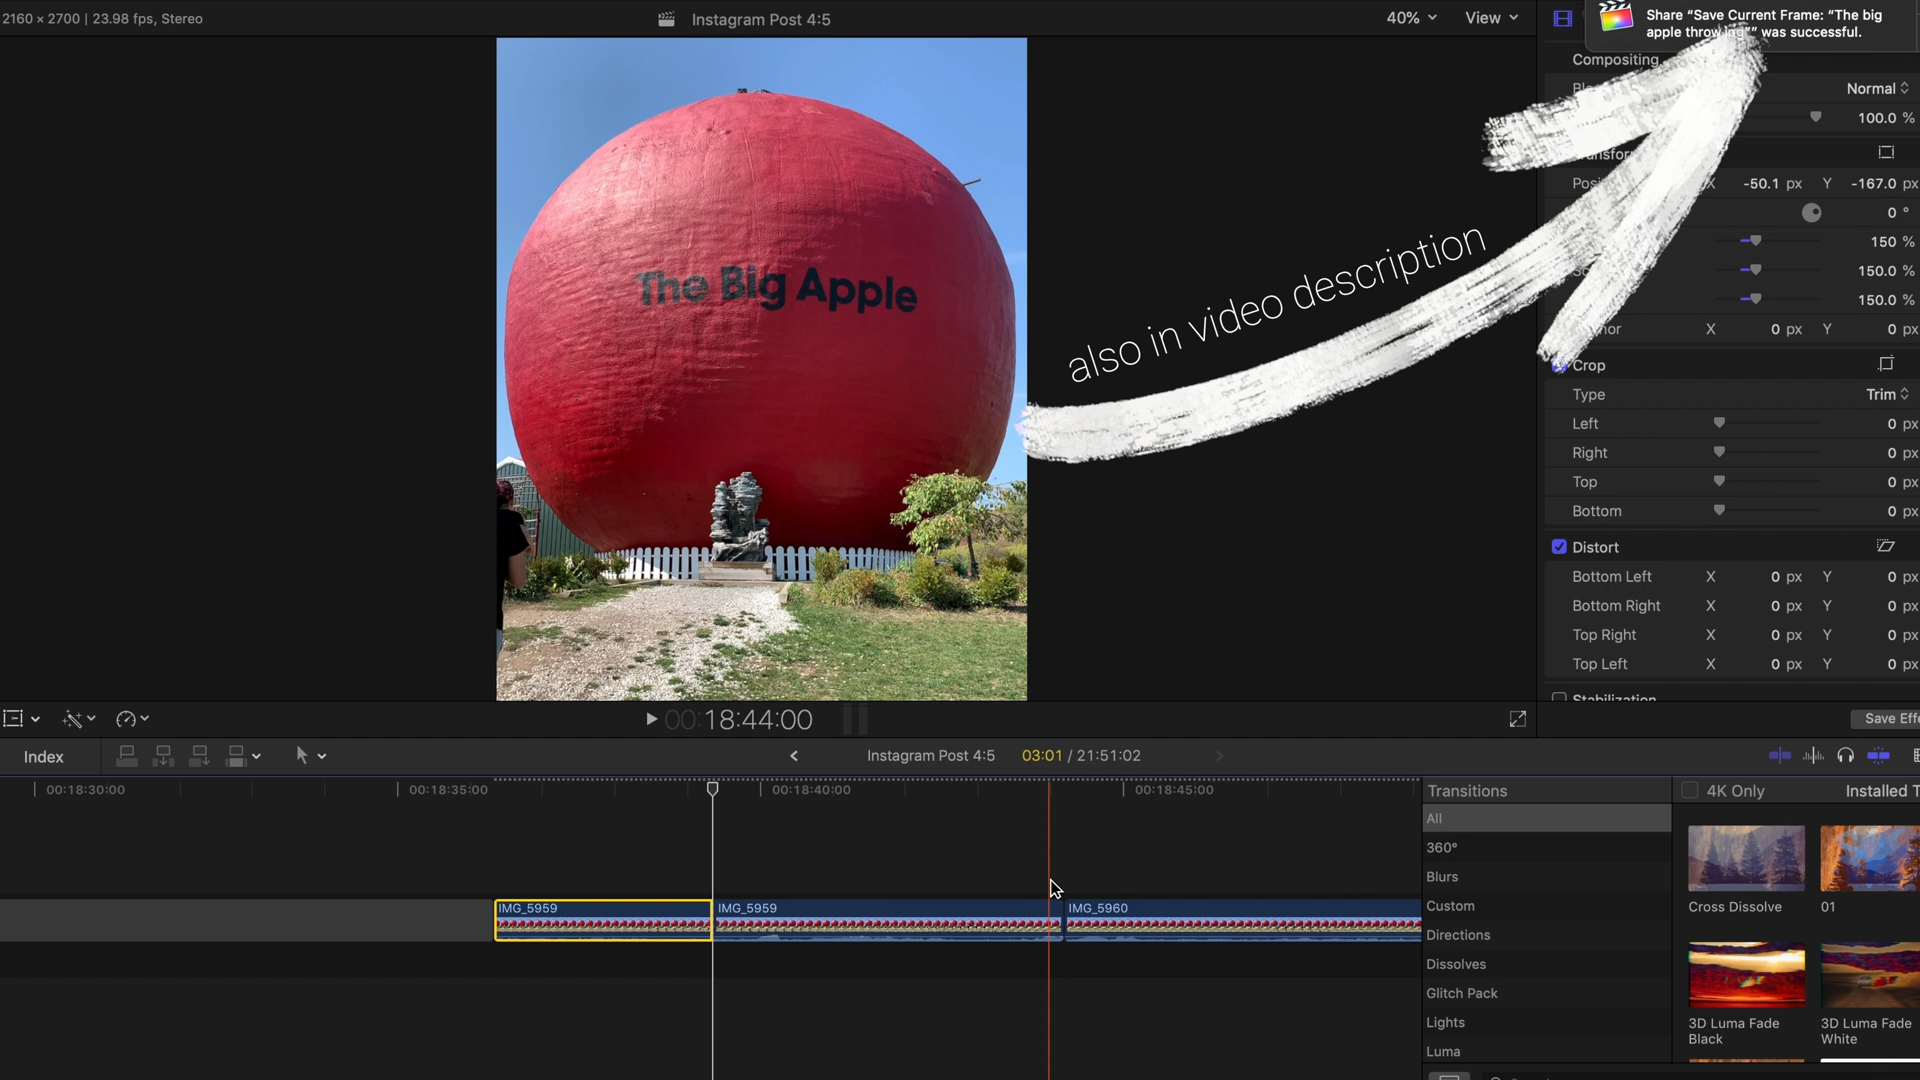 2160 × 2700 | 23.98 fps, Stereo
Instagram Post 4:5
40%
View
Share “Save Current Frame: “The big
apple throwing”” was successful.
Compositing
Normal
100.0 %
Transform
X -50.1 px Y -167.0 px
0 °
150 %
150.0 %
150.0 %
X 0 px Y 0 px
Crop
Type Trim
Left 0 px
Right 0 px
Top 0 px
Bottom 0 px
Distort
Bottom Left X 0 px Y 0 px
Bottom Right X 0 px Y 0 px
Top Right X 0 px Y 0 px
Top Left X 0 px Y 0 px
Stabilization
The Big Apple
also in video description
00:18:44:00
Save Effe
Index
Instagram Post 4:5 03:01 / 21:51:02
00:18:30:00
00:18:35:00
00:18:40:00
00:18:45:00
IMG_5959
IMG_5959
IMG_5960
Transitions
4K Only
Installed T
All
360°
Blurs
Custom
Directions
Dissolves
Glitch Pack
Lights
Luma
Cross Dissolve
01
3D Luma Fade
Black
3D Luma Fade
White